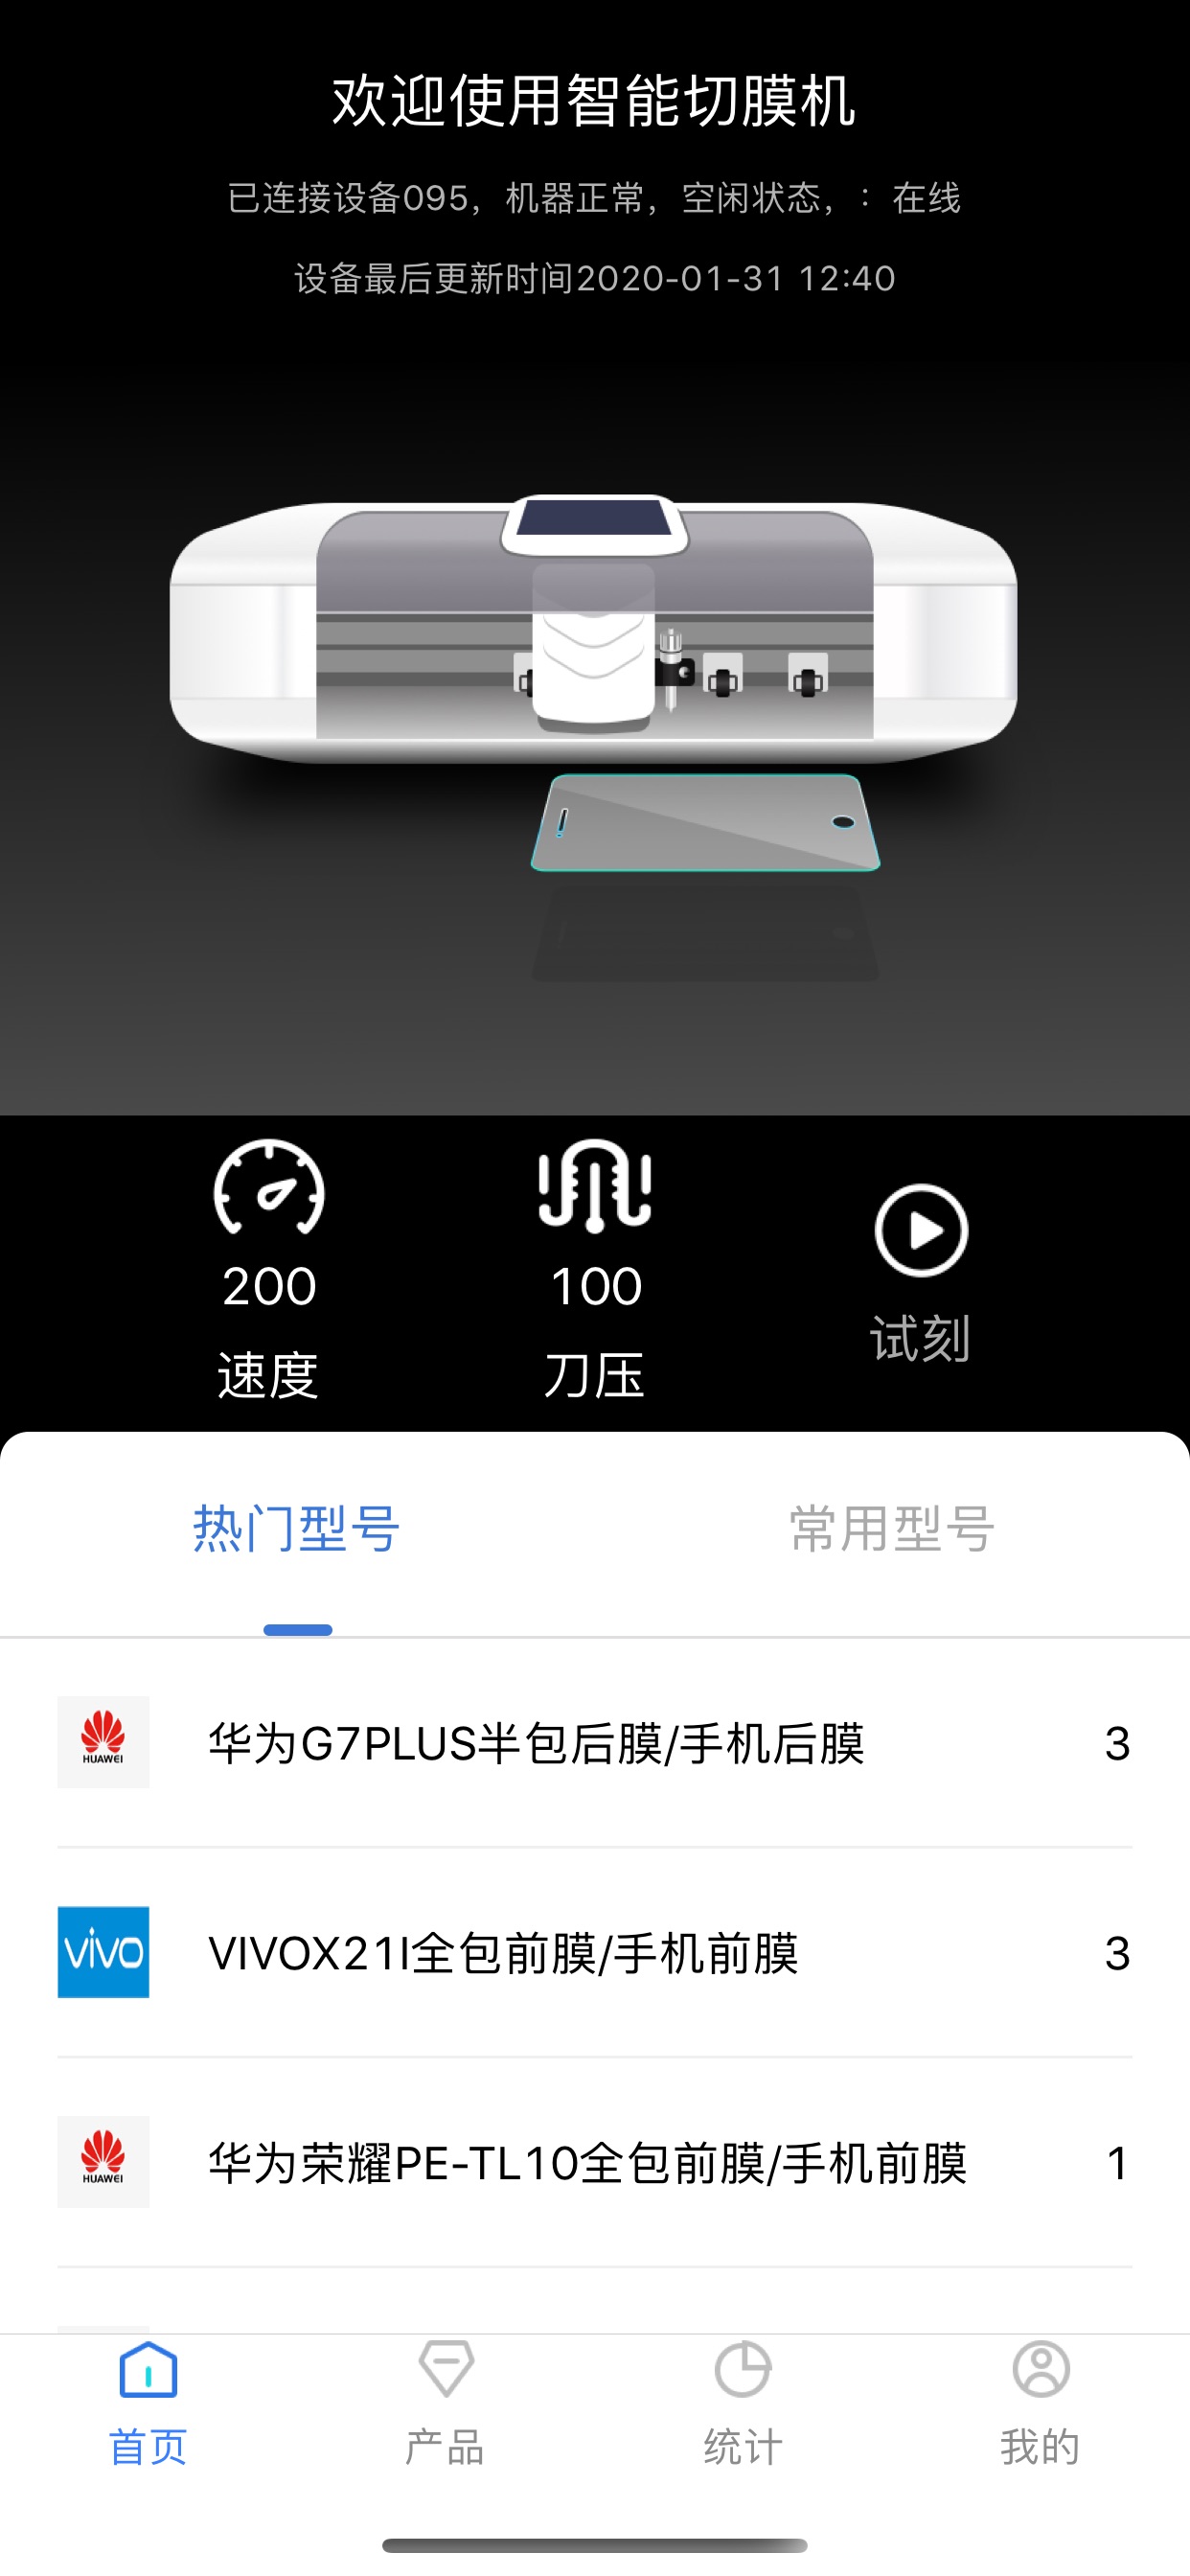 欢迎使用智能切膜机
已连接设备095，机器正常，空闲状态，：在线
设备最后更新时间2020-01-31 12:40
200
速度
100
刀压
试刻
热门型号
常用型号
HUAWEI
华为G7PLUS半包后膜/手机后膜
3
vivo
VIVOX21I全包前膜/手机前膜
3
HUAWEI
华为荣耀PE-TL10全包前膜/手机前膜
1
首页
产品
统计
我的